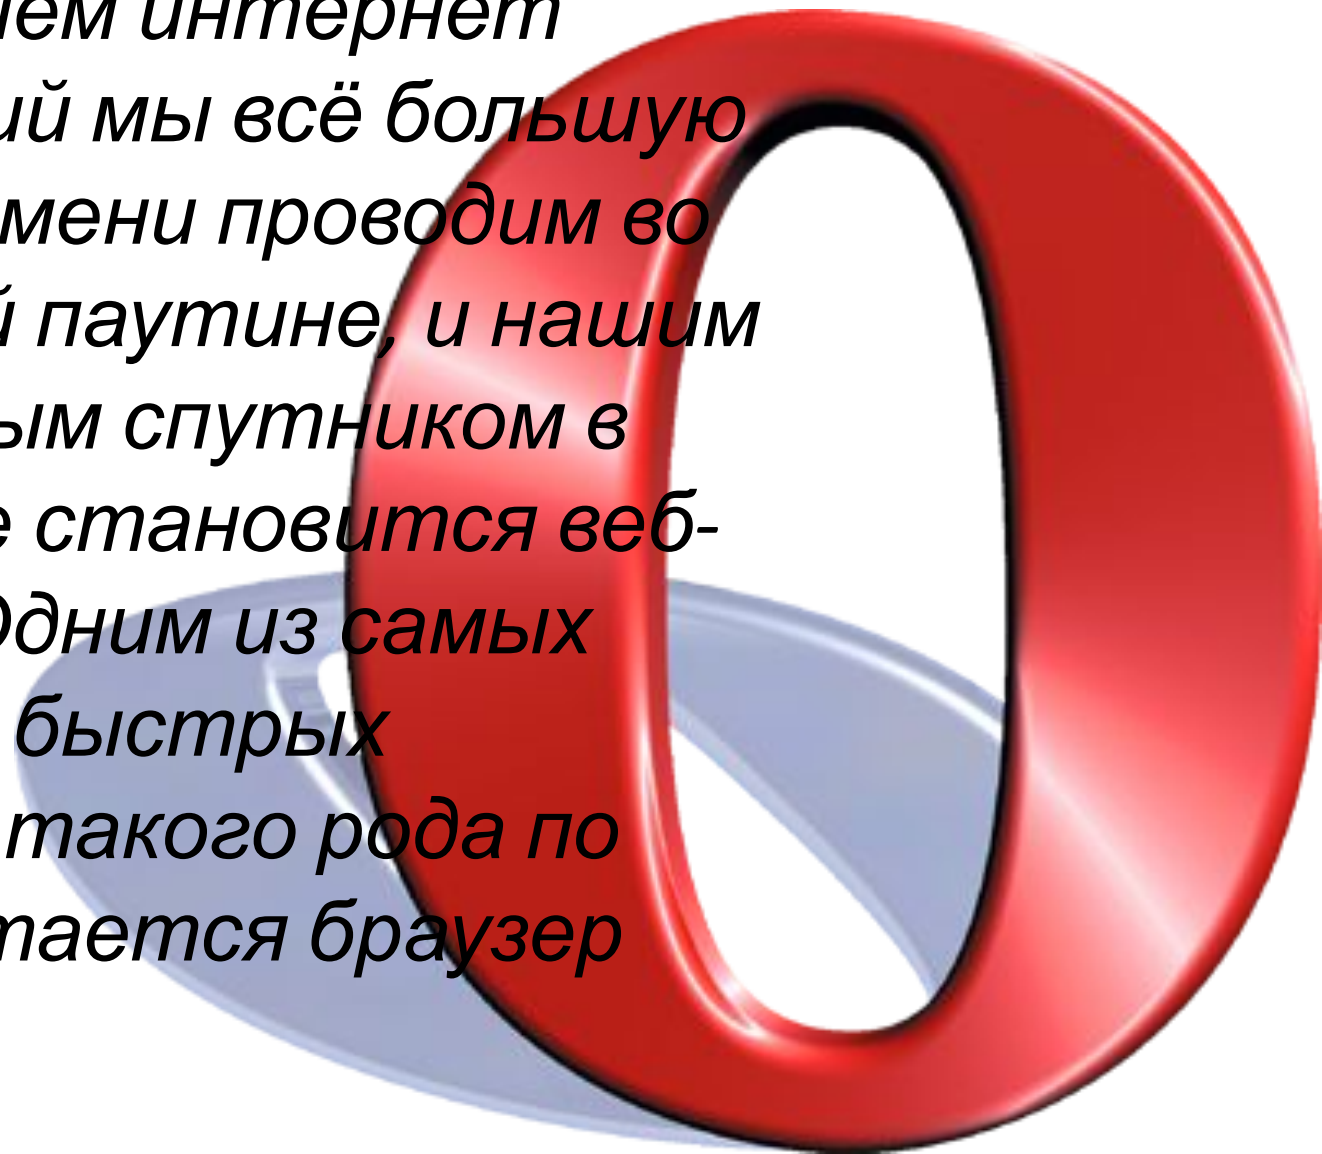 ем интернет
ий мы всё большую
мени проводим во
й паутине, и нашим
ым спутником в
е становится веб-
Одним из самых
быстрых
такого рода по
тается браузер